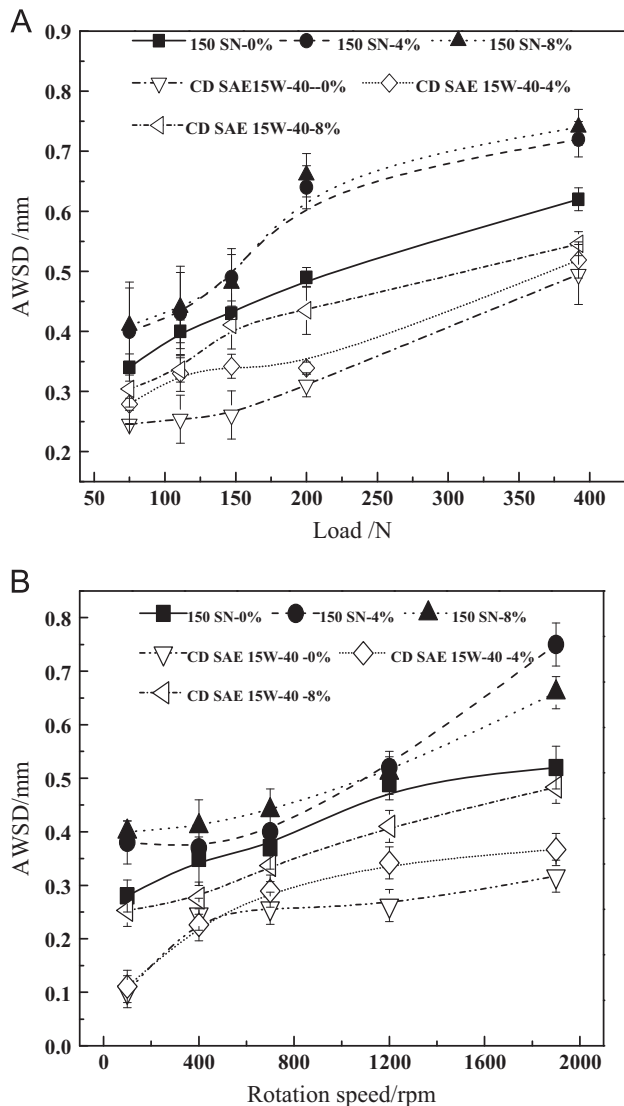 A
150 SN-0% 150 SN-4% 150 SN-8%
CD SAE15W-40--0% CD SAE 15W-40-4%
CD SAE 15W-40-8%
0.9
0.8
0.7
0.6
0.5
0.4
0.3
0.2
AWSD /mm
50 100 150 200 250 300 350 400
Load /N
B
150 SN-0% 150 SN-4% 150 SN-8%
CD SAE 15W-40 -0% CD SAE 15W-40 -4%
CD SAE 15W-40 -8%
0.8
0.7
0.6
0.5
0.4
0.3
0.2
0.1
0.0
AWSD/mm
0 400 800 1200 1600 2000
Rotation speed/rpm